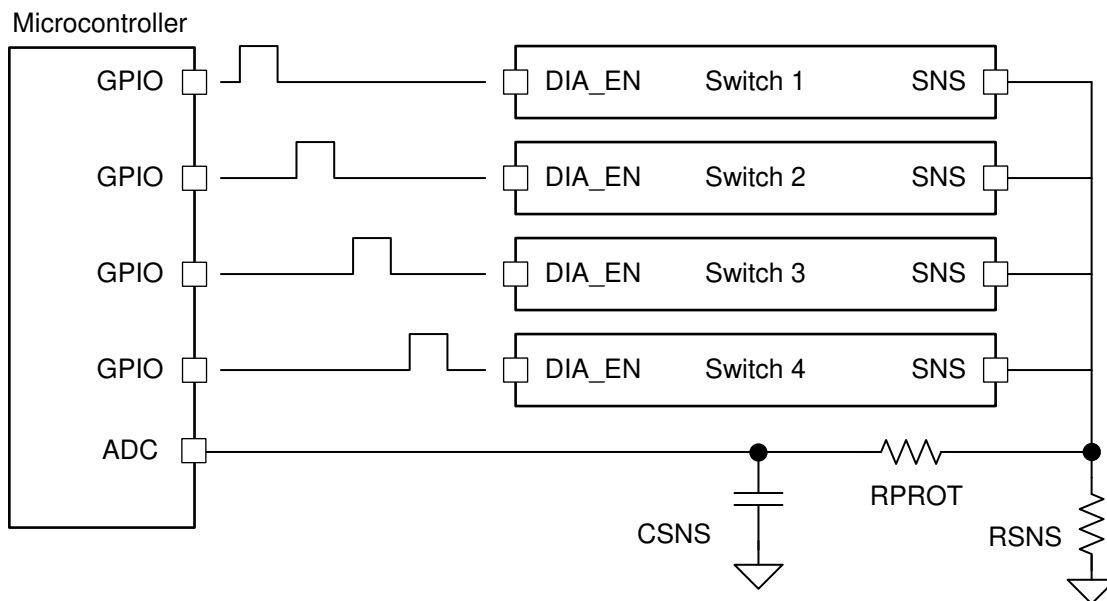 Microcontroller
GPIO DIA_EN Switch 1 SNS
GPIO DIA_EN Switch 2 SNS
GPIO DIA_EN Switch 3 SNS
GPIO DIA_EN Switch 4 SNS
ADC
RPROT
CSNS
RSNS